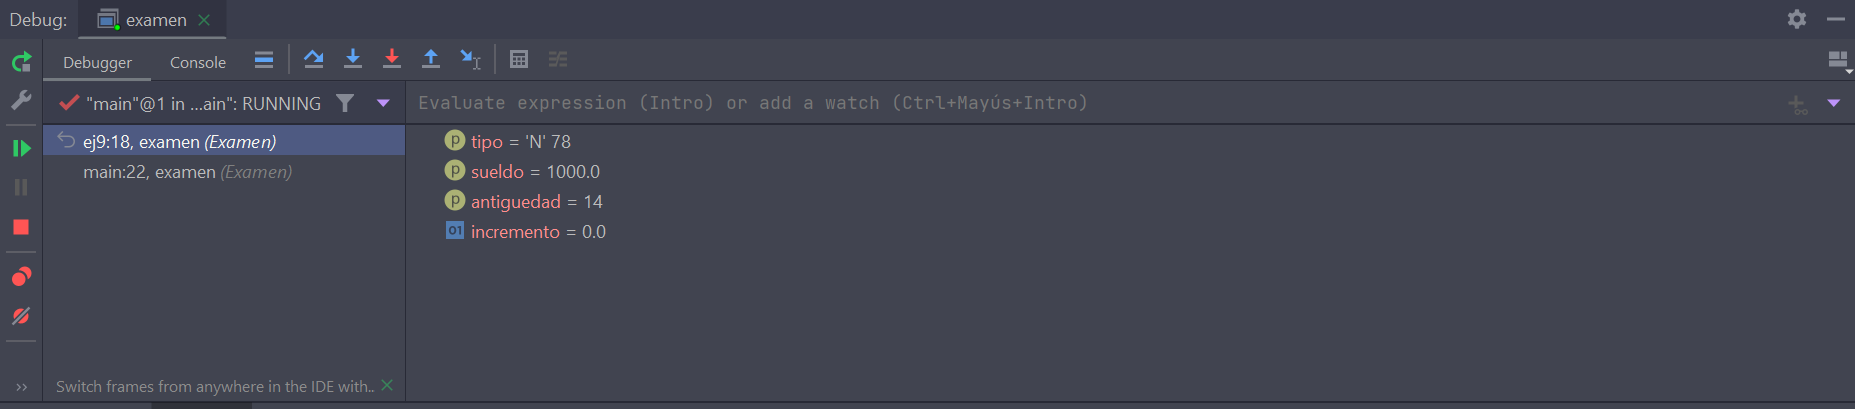 Debug: examen
Debugger Console
"main"@1 in ...ain": RUNNING
Evaluate expression (Intro) or add a watch (Ctrl+Mayús+Intro)
ej9:18, examen (Examen)
main:22, examen (Examen)
p tipo = 'N' 78
p sueldo = 1000.0
p antiguedad = 14
01 incremento = 0.0
Switch frames from anywhere in the IDE with..